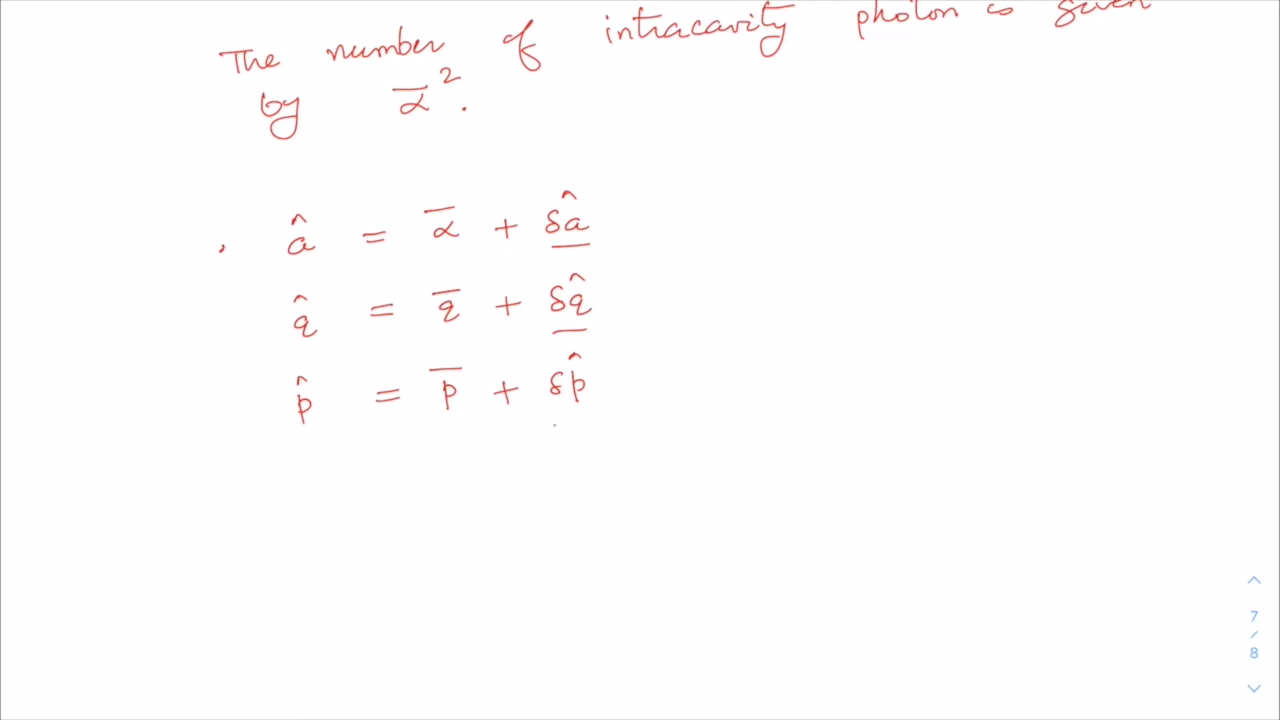 The number of intracavity photon is given
by ᾱ².
, â = ᾱ + δâ
q̂ = q̄ + δq̂
p̂ = p̄ + δp̂
7
/
8